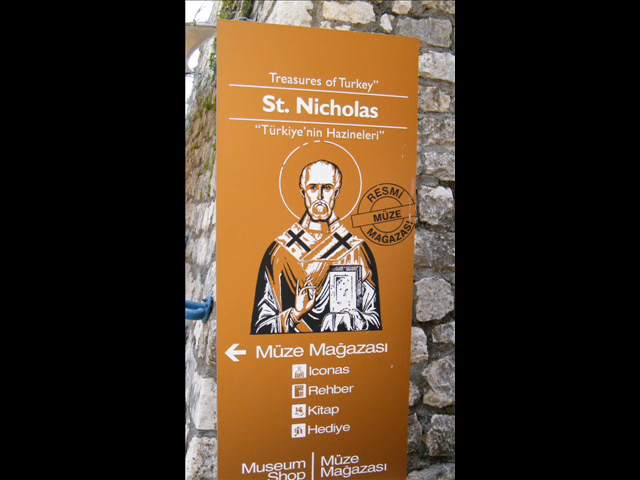 Treasures of Turkey”
St. Nicholas
“Türkiye'nin Hazineleri”
RESMİ
MÜZE
MAĞAZASI
Müze Mağazası
Iconas
Rehber
Kitap
Hediye
Museum
Shop
Müze
Mağazası